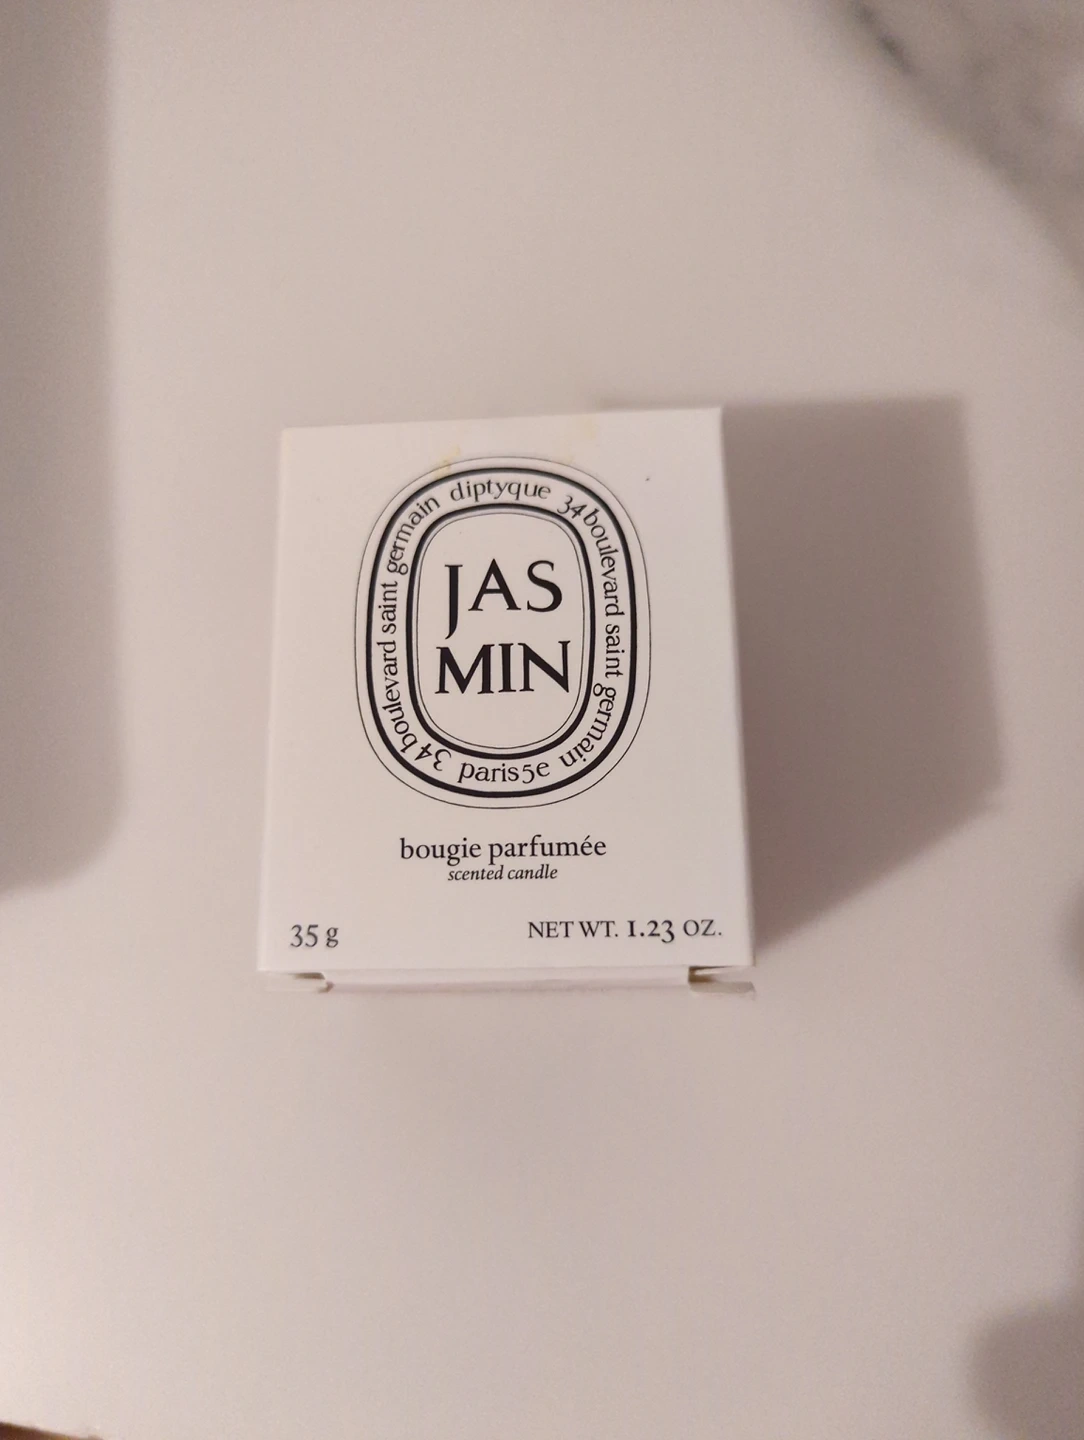 diptyque 34 boulevard saint germain
paris 5e 34 boulevard saint germain
JAS
MIN
bougie parfumée
scented candle
35 g
NET WT. 1.23 OZ.